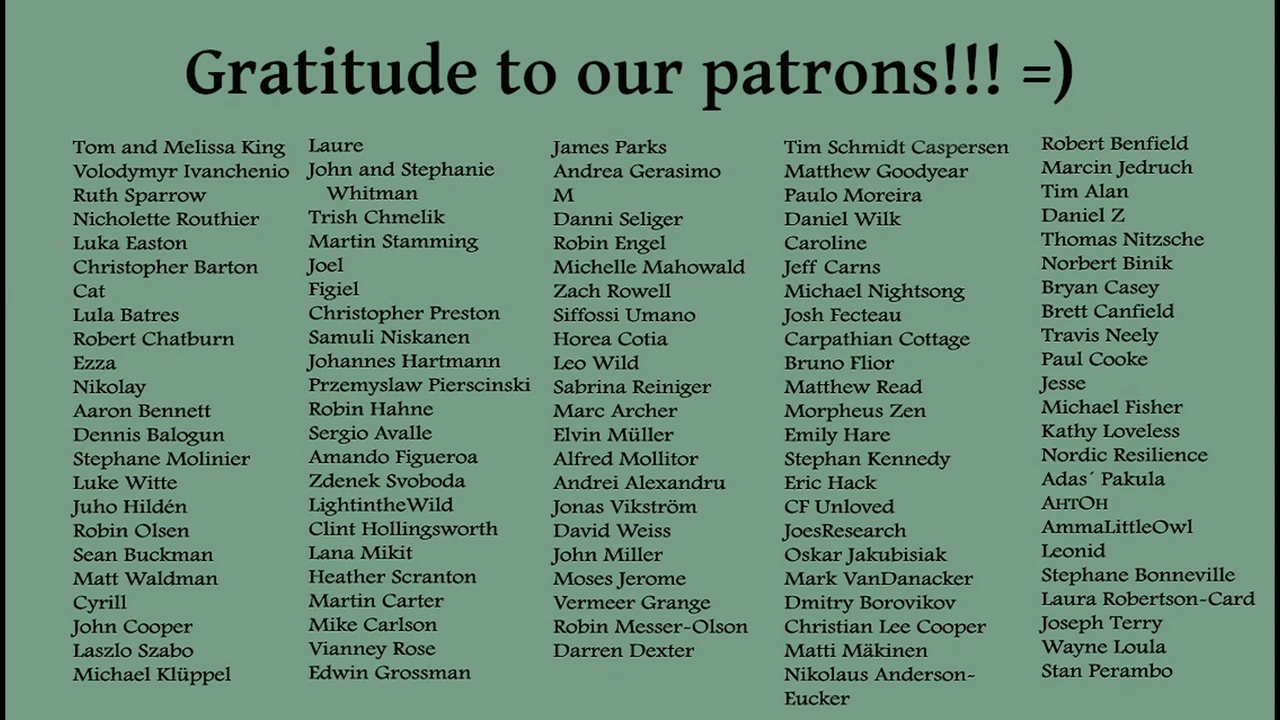 Gratitude to our patrons!!! =)
Tom and Melissa King
Volodymyr Ivanchenio
Ruth Sparrow
Nicholette Routhier
Luka Easton
Christopher Barton
Cat
Lula Batres
Robert Chatburn
Ezza
Nikolay
Aaron Bennett
Dennis Balogun
Stephane Molinier
Luke Witte
Juho Hildén
Robin Olsen
Sean Buckman
Matt Waldman
Cyrill
John Cooper
Laszlo Szabo
Michael Klüppel
Laure
John and Stephanie
Whitman
Trish Chmelik
Martin Stamming
Joel
Figiel
Christopher Preston
Samuli Niskanen
Johannes Hartmann
Przemyslaw Pierscinski
Robin Hahne
Sergio Avalle
Amando Figueroa
Zdenek Svoboda
LightintheWild
Clint Hollingsworth
Lana Mikit
Heather Scranton
Martin Carter
Mike Carlson
Vianney Rose
Edwin Grossman
James Parks
Andrea Gerasimo
M
Danni Seliger
Robin Engel
Michelle Mahowald
Zach Rowell
Siffossi Umano
Horea Cotia
Leo Wild
Sabrina Reiniger
Marc Archer
Elvin Müller
Alfred Mollitor
Andrei Alexandru
Jonas Vikström
David Weiss
John Miller
Moses Jerome
Vermeer Grange
Robin Messer-Olson
Darren Dexter
Tim Schmidt Caspersen
Matthew Goodyear
Paulo Moreira
Daniel Wilk
Caroline
Jeff Carns
Michael Nightsong
Josh Fecteau
Carpathian Cottage
Bruno Flior
Matthew Read
Morpheus Zen
Emily Hare
Stephan Kennedy
Eric Hack
CF Unloved
JoesResearch
Oskar Jakubisiak
Mark VanDanacker
Dmitry Borovikov
Christian Lee Cooper
Matti Mäkinen
Nikolaus Anderson-
Eucker
Robert Benfield
Marcin Jedruch
Tim Alan
Daniel Z
Thomas Nitzsche
Norbert Binik
Bryan Casey
Brett Canfield
Travis Neely
Paul Cooke
Jesse
Michael Fisher
Kathy Loveless
Nordic Resilience
Adas´ Pakula
Антон
AmmaLittleOwl
Leonid
Stephane Bonneville
Laura Robertson-Card
Joseph Terry
Wayne Loula
Stan Perambo